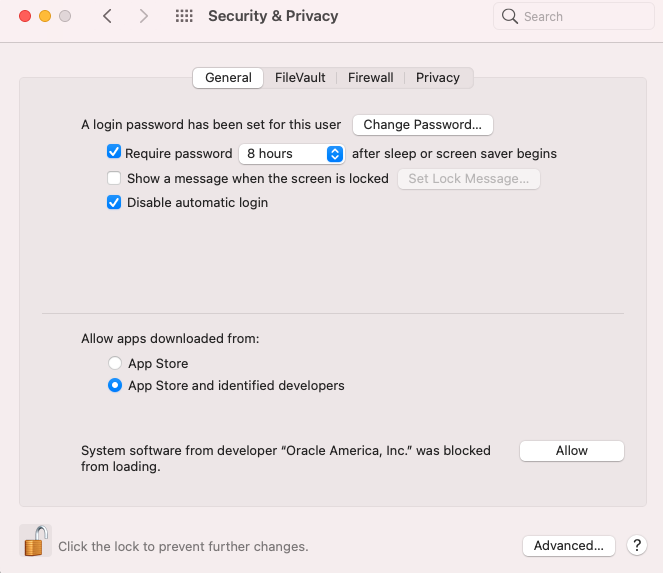 Security & Privacy
Search
General FileVault Firewall Privacy
A login password has been set for this user Change Password...
Require password 8 hours after sleep or screen saver begins
Show a message when the screen is locked Set Lock Message...
Disable automatic login
Allow apps downloaded from:
App Store
App Store and identified developers
System software from developer “Oracle America, Inc.” was blocked Allow
from loading.
Click the lock to prevent further changes. Advanced... ?